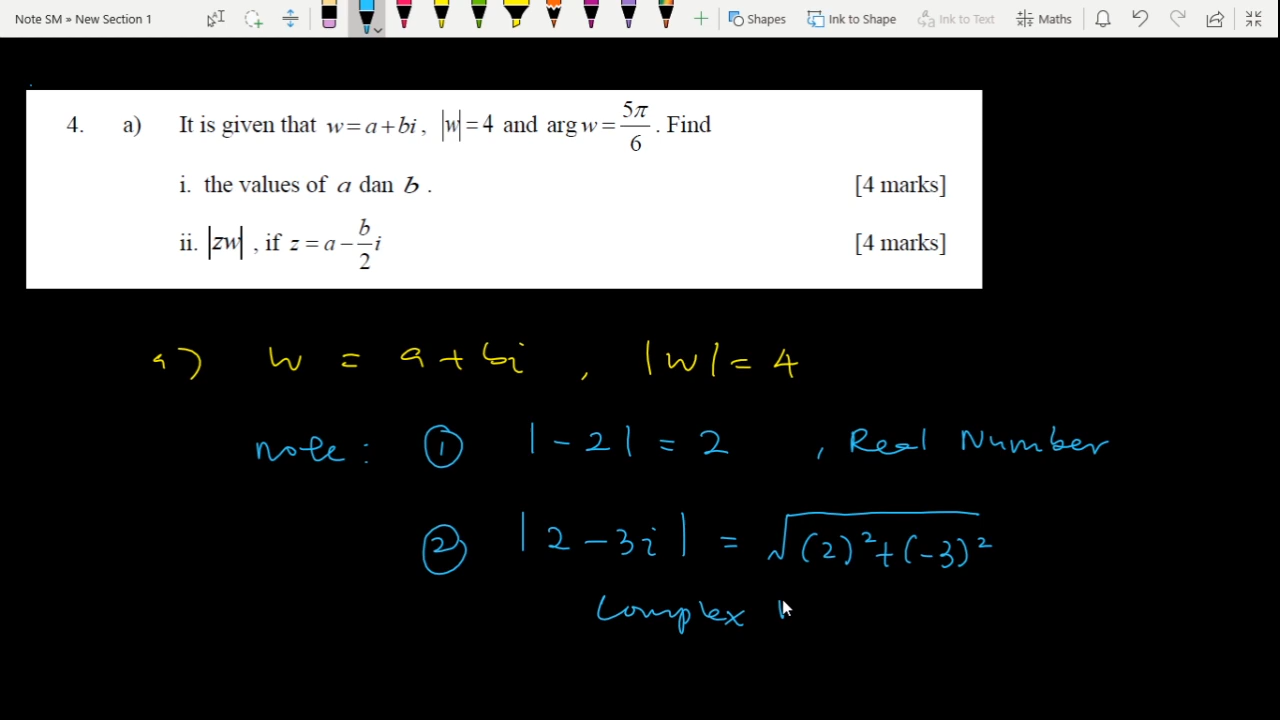 Note SM » New Section 1 Shapes Ink to Shape Ink to Text Maths
4. a) It is given that w = a + bi, |w| = 4 and arg w = 5π/6. Find
i. the values of a dan b. [4 marks]
ii. |zw|, if z = a − b/2 i [4 marks]
a) w = a + bi, |w| = 4
Note: ① |−2| = 2, Real Number
② |2 − 3i| = √((2)² + (−3)²
Complex